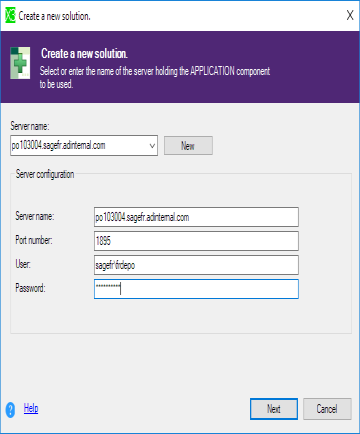 X3 Create a new solution. X
Create a new solution.
Select or enter the name of the server holding the APPLICATION component
to be used.
Server name:
po103004.sagefr.adinternal.com
New
Server configuration
Server name: po103004.sagefr.adinternal.com
Port number: 1895
User: sagefr\frdepo
Password: **********
? Help
Next Cancel